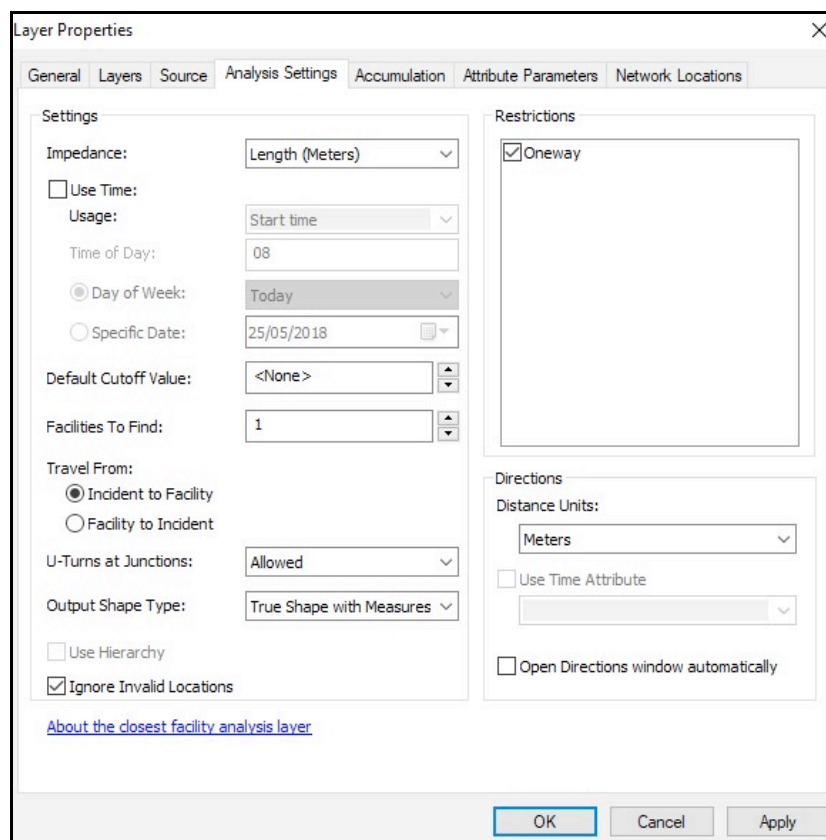 Layer Properties
General Layers Source Analysis Settings Accumulation Attribute Parameters Network Locations
Settings
Impedance: Length (Meters)
Use Time:
Usage: Start time
Time of Day: 08
Day of Week: Today
Specific Date: 25/05/2018
Default Cutoff Value: <None>
Facilities To Find: 1
Travel From:
Incident to Facility
Facility to Incident
U-Turns at Junctions: Allowed
Output Shape Type: True Shape with Measures
Use Hierarchy
Ignore Invalid Locations
Restrictions
Oneway
Directions
Distance Units:
Meters
Use Time Attribute
Open Directions window automatically
About the closest facility analysis layer
OK Cancel Apply